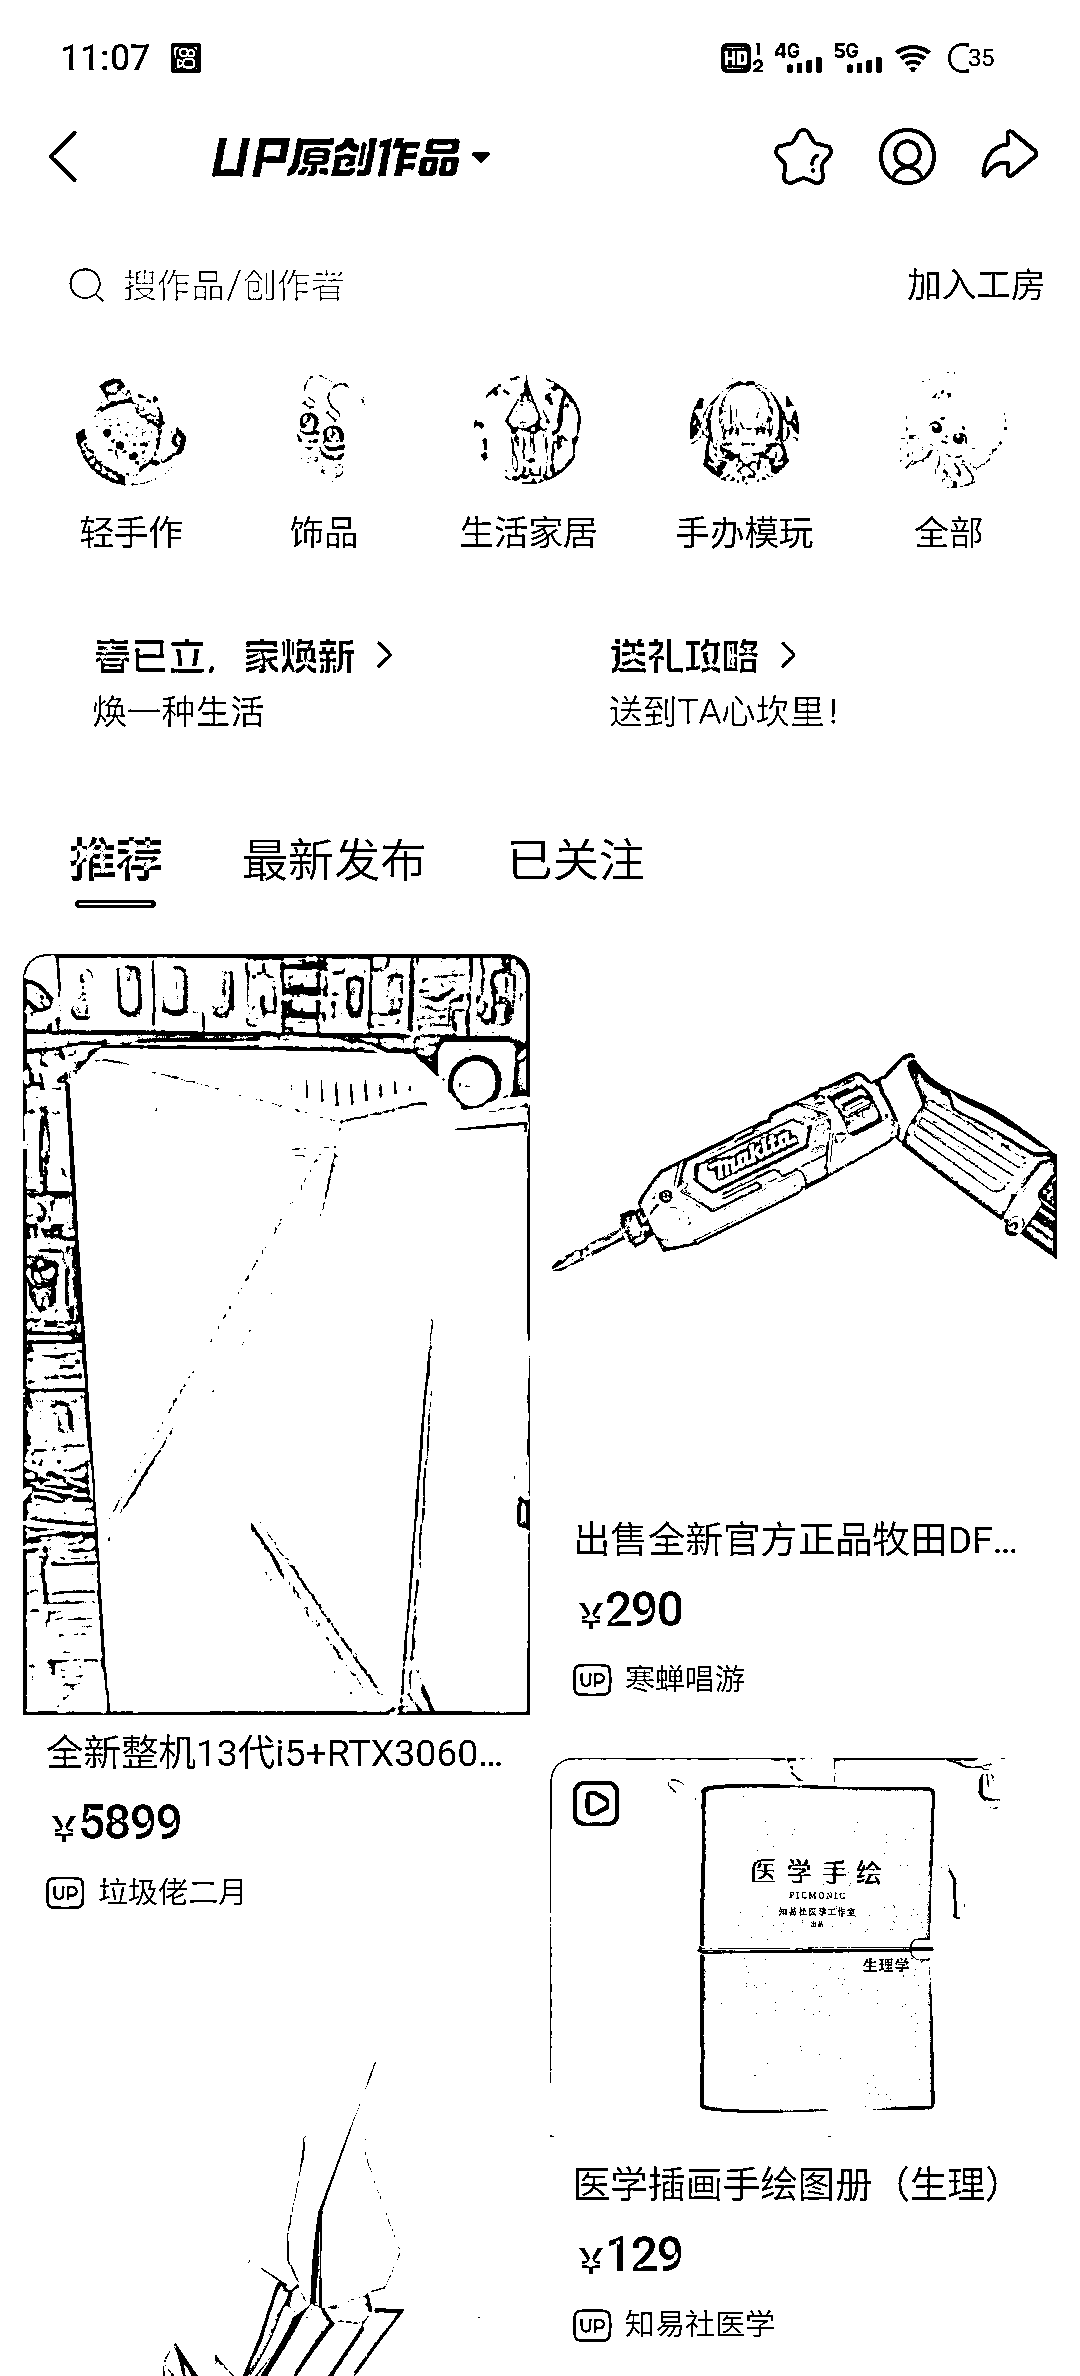 11:07
HD 1 2 4G 5G 35
UP原创作品
搜作品/创作者
加入工房
轻手作
饰品
生活家居
手办模玩
全部
春已立，家焕新
焕一种生活
送礼攻略
送到TA心坎里！
推荐
最新发布
已关注
makita
出售全新官方正品牧田DF...
¥290
UP 寒蝉唱游
全新整机13代i5+RTX3060...
¥5899
UP 垃圾佬二月
医学手绘
PICMONIC
知易社医学工作室
出品
生理学
医学插画手绘图册（生理）
¥129
UP 知易社医学